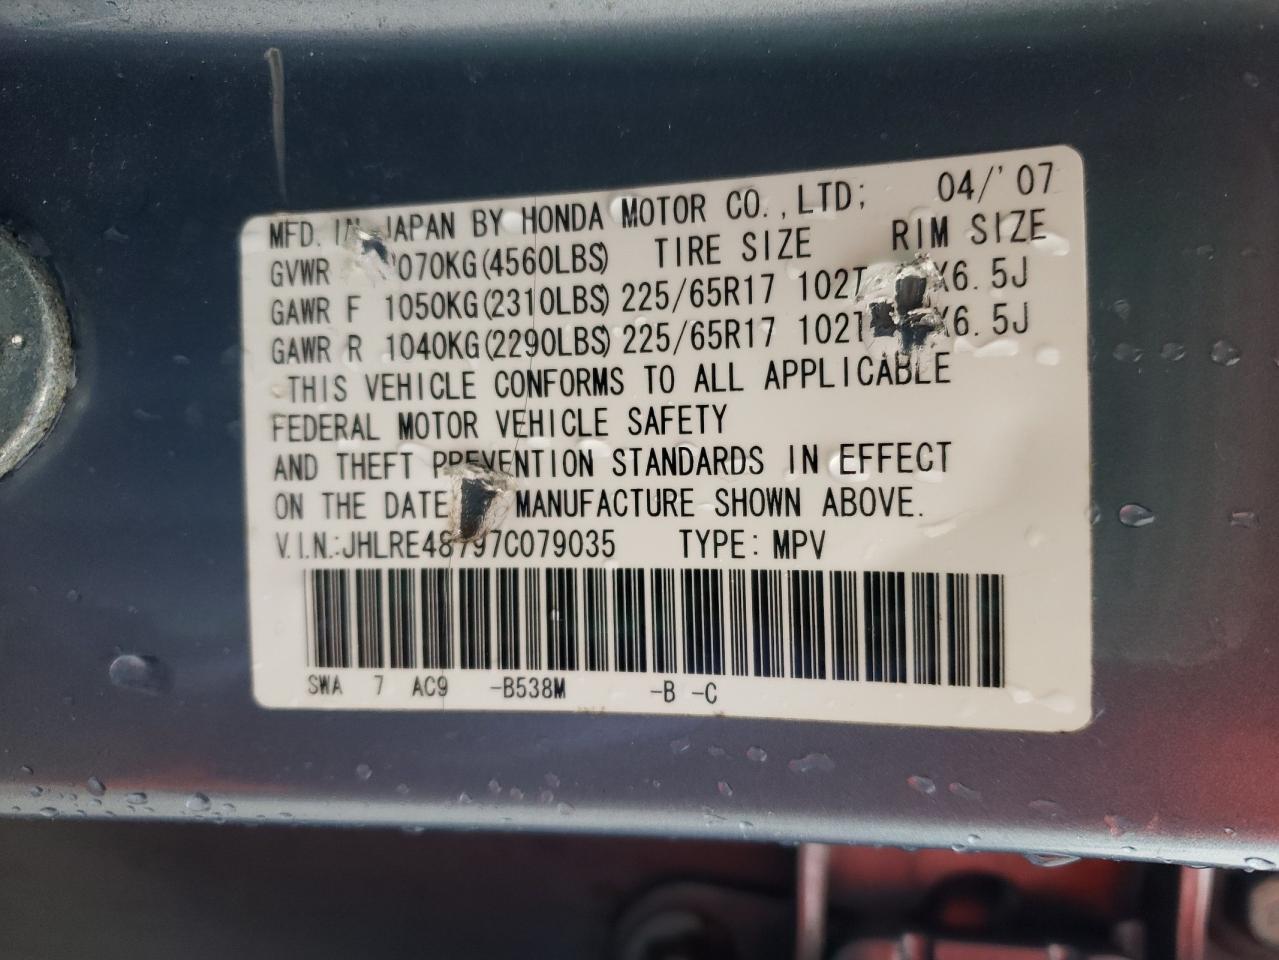 MFD. IN JAPAN BY HONDA MOTOR CO., LTD; 04/'07
GVWR 2070KG(4560LBS) TIRE SIZE RIM SIZE
GAWR F 1050KG(2310LBS) 225/65R17 102T X6.5J
GAWR R 1040KG(2290LBS) 225/65R17 102T X6.5J
THIS VEHICLE CONFORMS TO ALL APPLICABLE
FEDERAL MOTOR VEHICLE SAFETY
AND THEFT PREVENTION STANDARDS IN EFFECT
ON THE DATE MANUFACTURE SHOWN ABOVE.
V.I.N.:JHLRE48797C079035 TYPE: MPV
SWA 7 AC9 -B538M -B -C